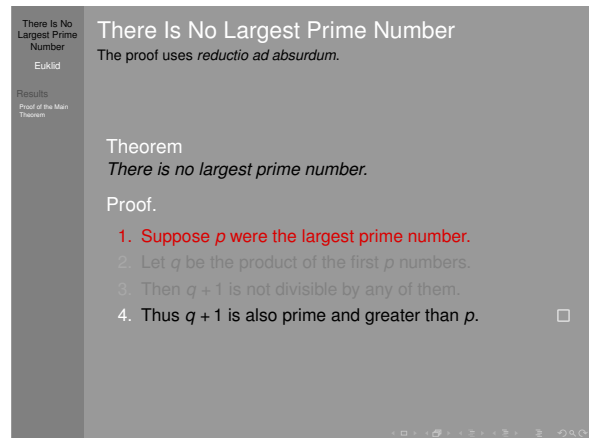 There Is No
Largest Prime
Number
Euklid
Results
Proof of the Main
Theorem
There Is No Largest Prime Number
The proof uses reductio ad absurdum.
Theorem
There is no largest prime number.
Proof.
1. Suppose p were the largest prime number.
2. Let q be the product of the first p numbers.
3. Then q + 1 is not divisible by any of them.
4. Thus q + 1 is also prime and greater than p. □